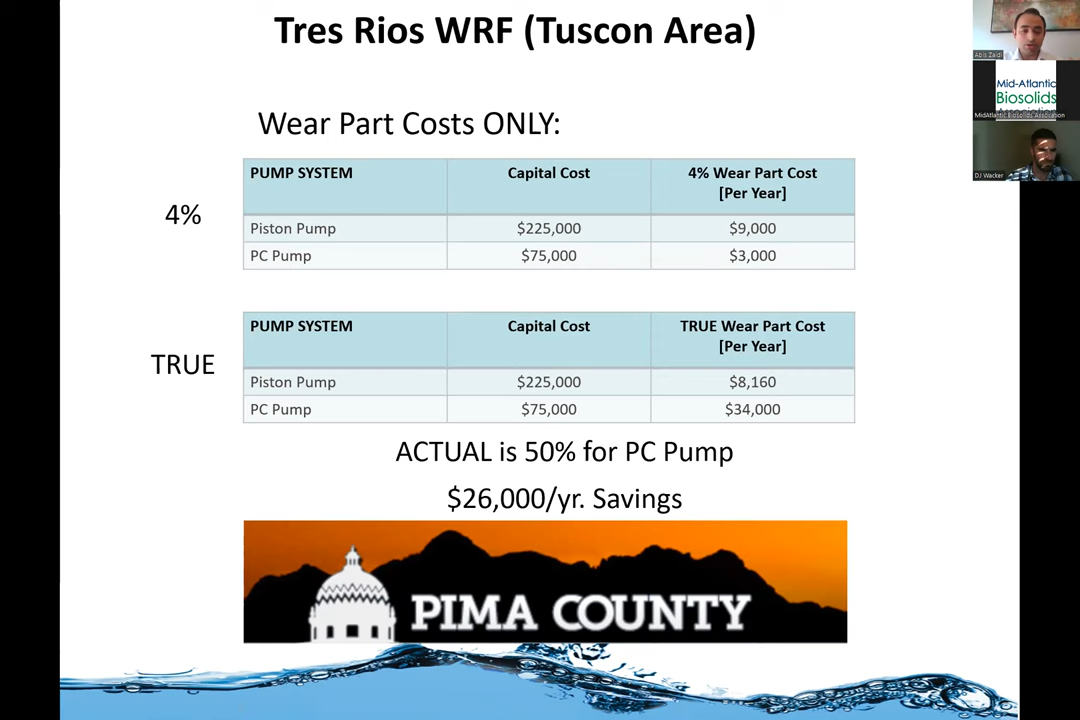 Tres Rios WRF (Tuscon Area)
Abis Zaidi
Mid-Atlantic
Biosolids
Association
MidAtlantic Biosolids Association
DJ Wacker
Wear Part Costs ONLY:
4%
PUMP SYSTEM Capital Cost 4% Wear Part Cost
[Per Year]
Piston Pump $225,000 $9,000
PC Pump $75,000 $3,000
TRUE
PUMP SYSTEM Capital Cost TRUE Wear Part Cost
[Per Year]
Piston Pump $225,000 $8,160
PC Pump $75,000 $34,000
ACTUAL is 50% for PC Pump
$26,000/yr. Savings
PIMA COUNTY